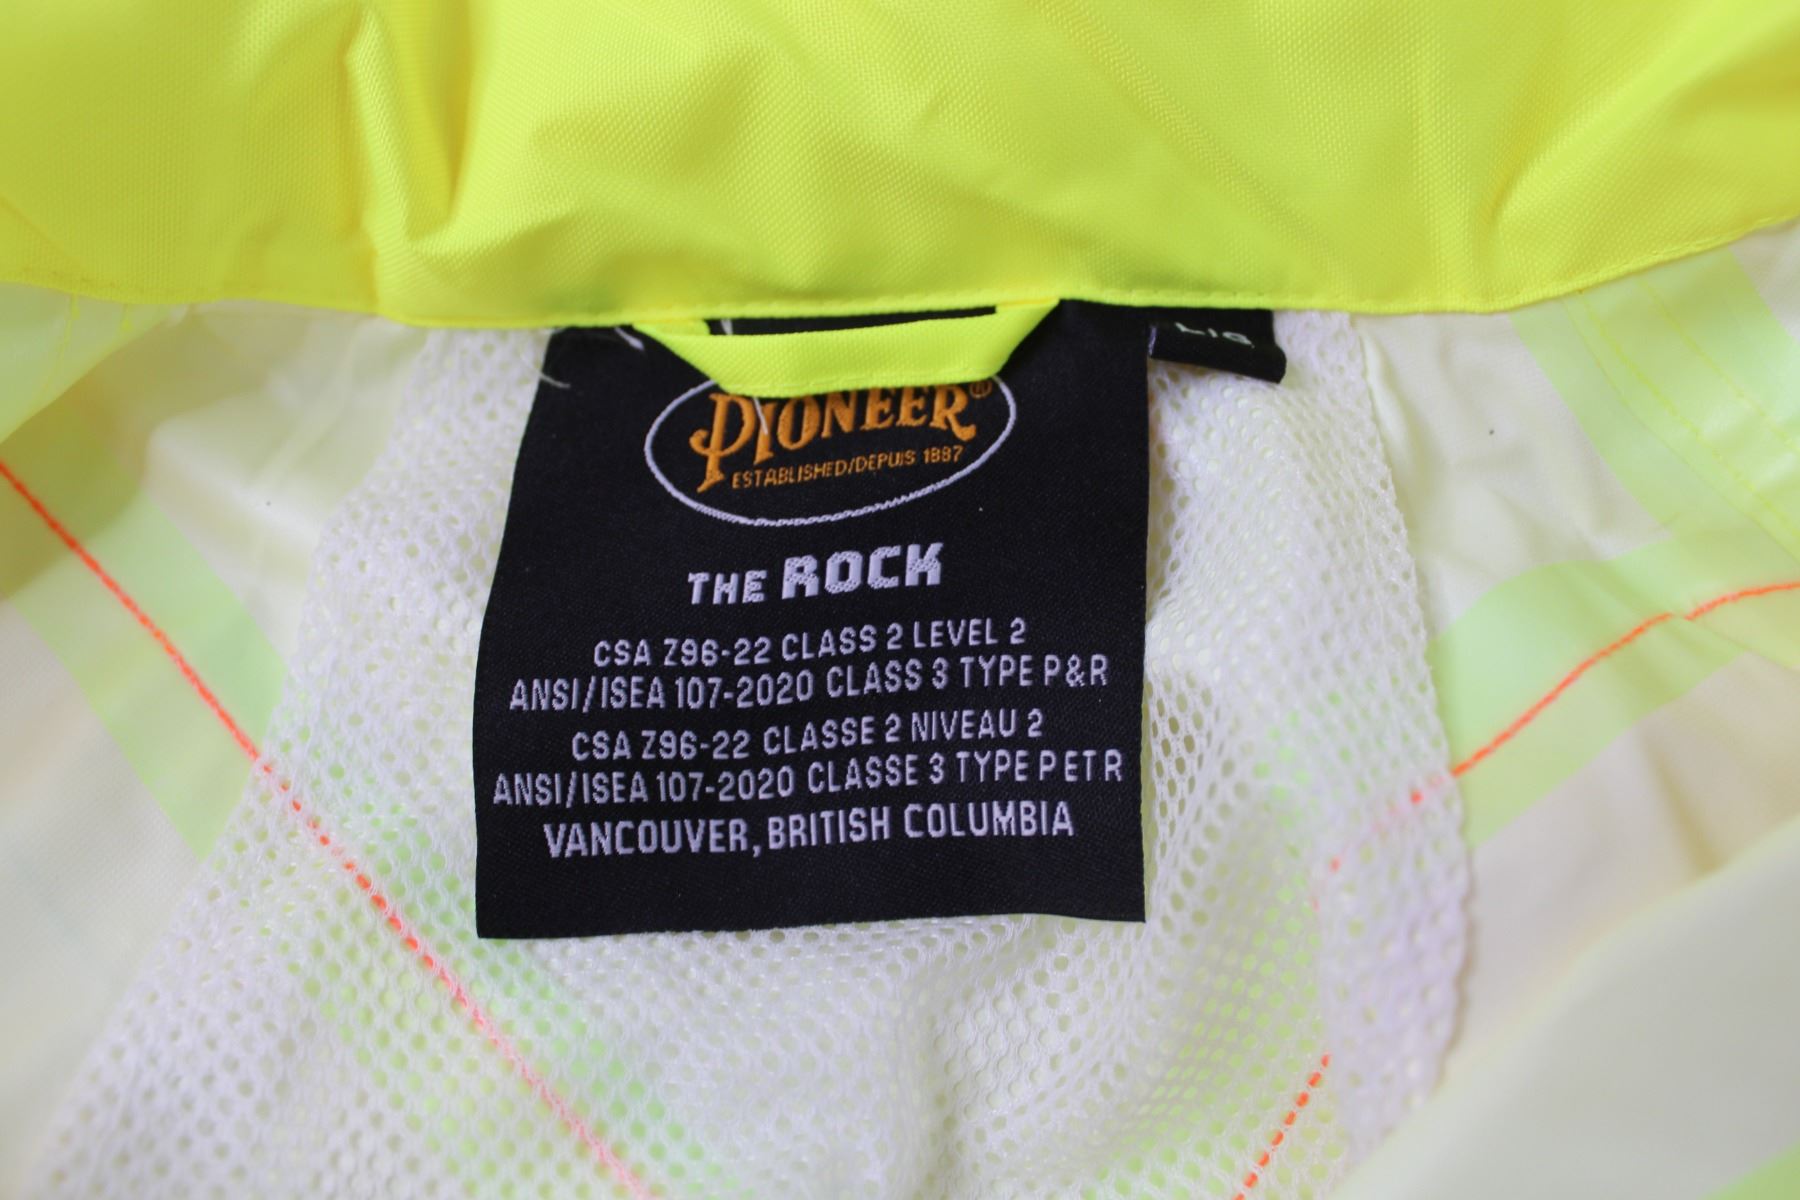 L/G
PIONEER®
ESTABLISHED/DEPUIS 1887
THE ROCK
CSA Z96-22 CLASS 2 LEVEL 2
ANSI/ISEA 107-2020 CLASS 3 TYPE P&R
CSA Z96-22 CLASSE 2 NIVEAU 2
ANSI/ISEA 107-2020 CLASSE 3 TYPE P ET R
VANCOUVER, BRITISH COLUMBIA